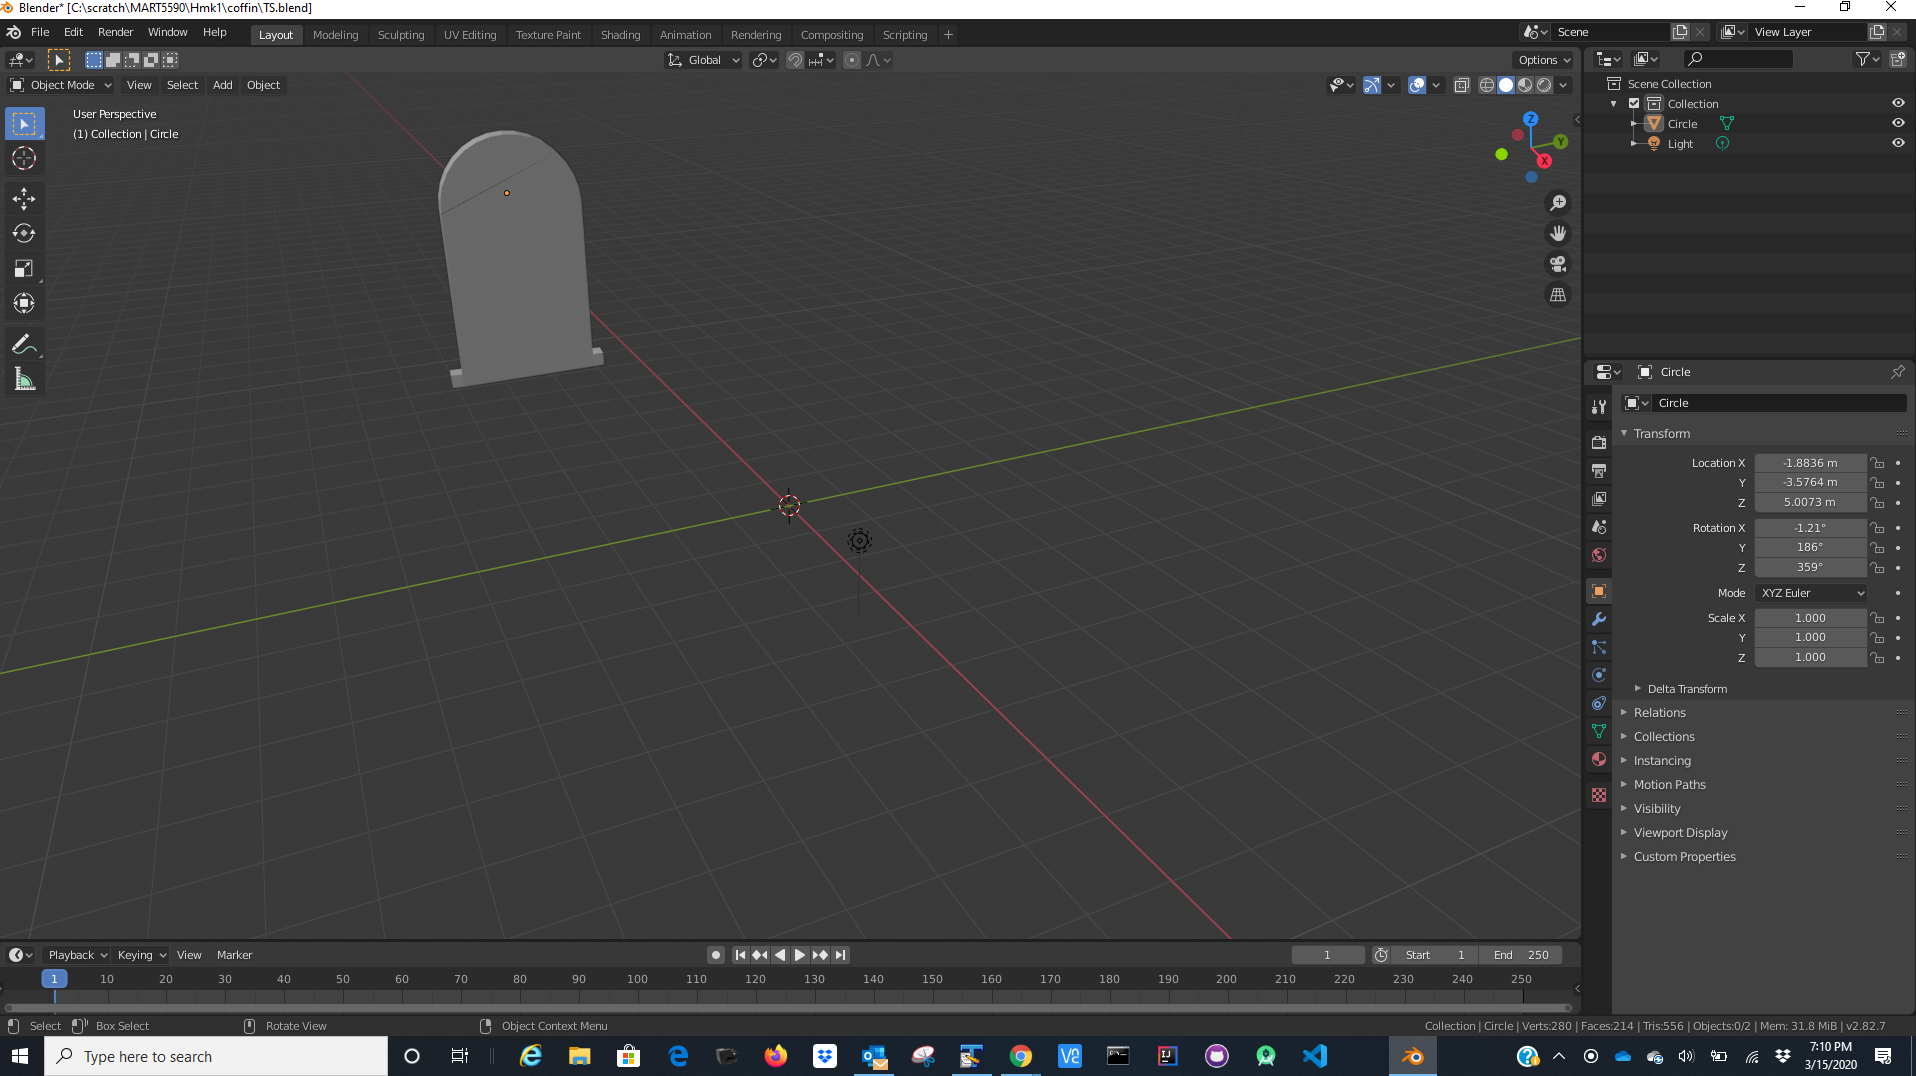 Blender* [C:\scratch\MART5590\Hmk1\coffin\TS.blend]
File Edit Render Window Help Layout Modeling Sculpting UV Editing Texture Paint Shading Animation Rendering Compositing Scripting + Scene View Layer
Global Options
Object Mode View Select Add Object
User Perspective
(1) Collection | Circle
Z
Y
X
Scene Collection
Collection
Circle
Light
Circle
Circle
Transform
Location X -1.8836 m
Y -3.5764 m
Z 5.0073 m
Rotation X -1.21°
Y 186°
Z 359°
Mode XYZ Euler
Scale X 1.000
Y 1.000
Z 1.000
Delta Transform
Relations
Collections
Instancing
Motion Paths
Visibility
Viewport Display
Custom Properties
Playback Keying View Marker 1 Start 1 End 250
1 10 20 30 40 50 60 70 80 90 100 110 120 130 140 150 160 170 180 190 200 210 220 230 240 250
Select Box Select Rotate View Object Context Menu Collection | Circle | Verts:280 | Faces:214 | Tris:556 | Objects:0/2 | Mem: 31.8 MiB | v2.82.7
Type here to search
7:10 PM
3/15/2020